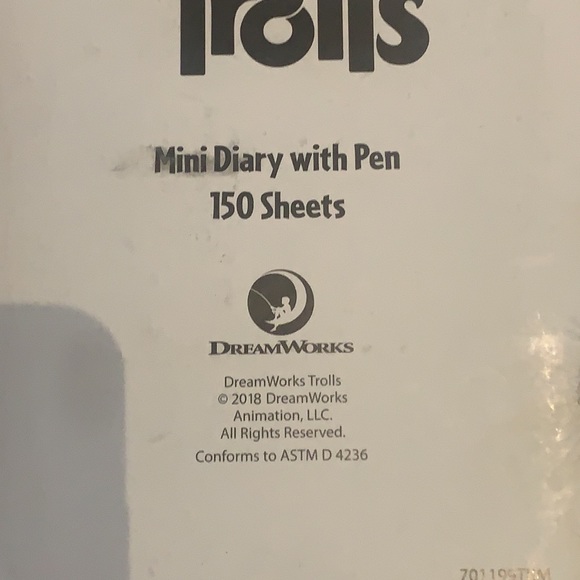 Trolls
Mini Diary with Pen
150 Sheets
DREAMWORKS
DreamWorks Trolls
© 2018 DreamWorks
Animation, LLC.
All Rights Reserved.
Conforms to ASTM D 4236